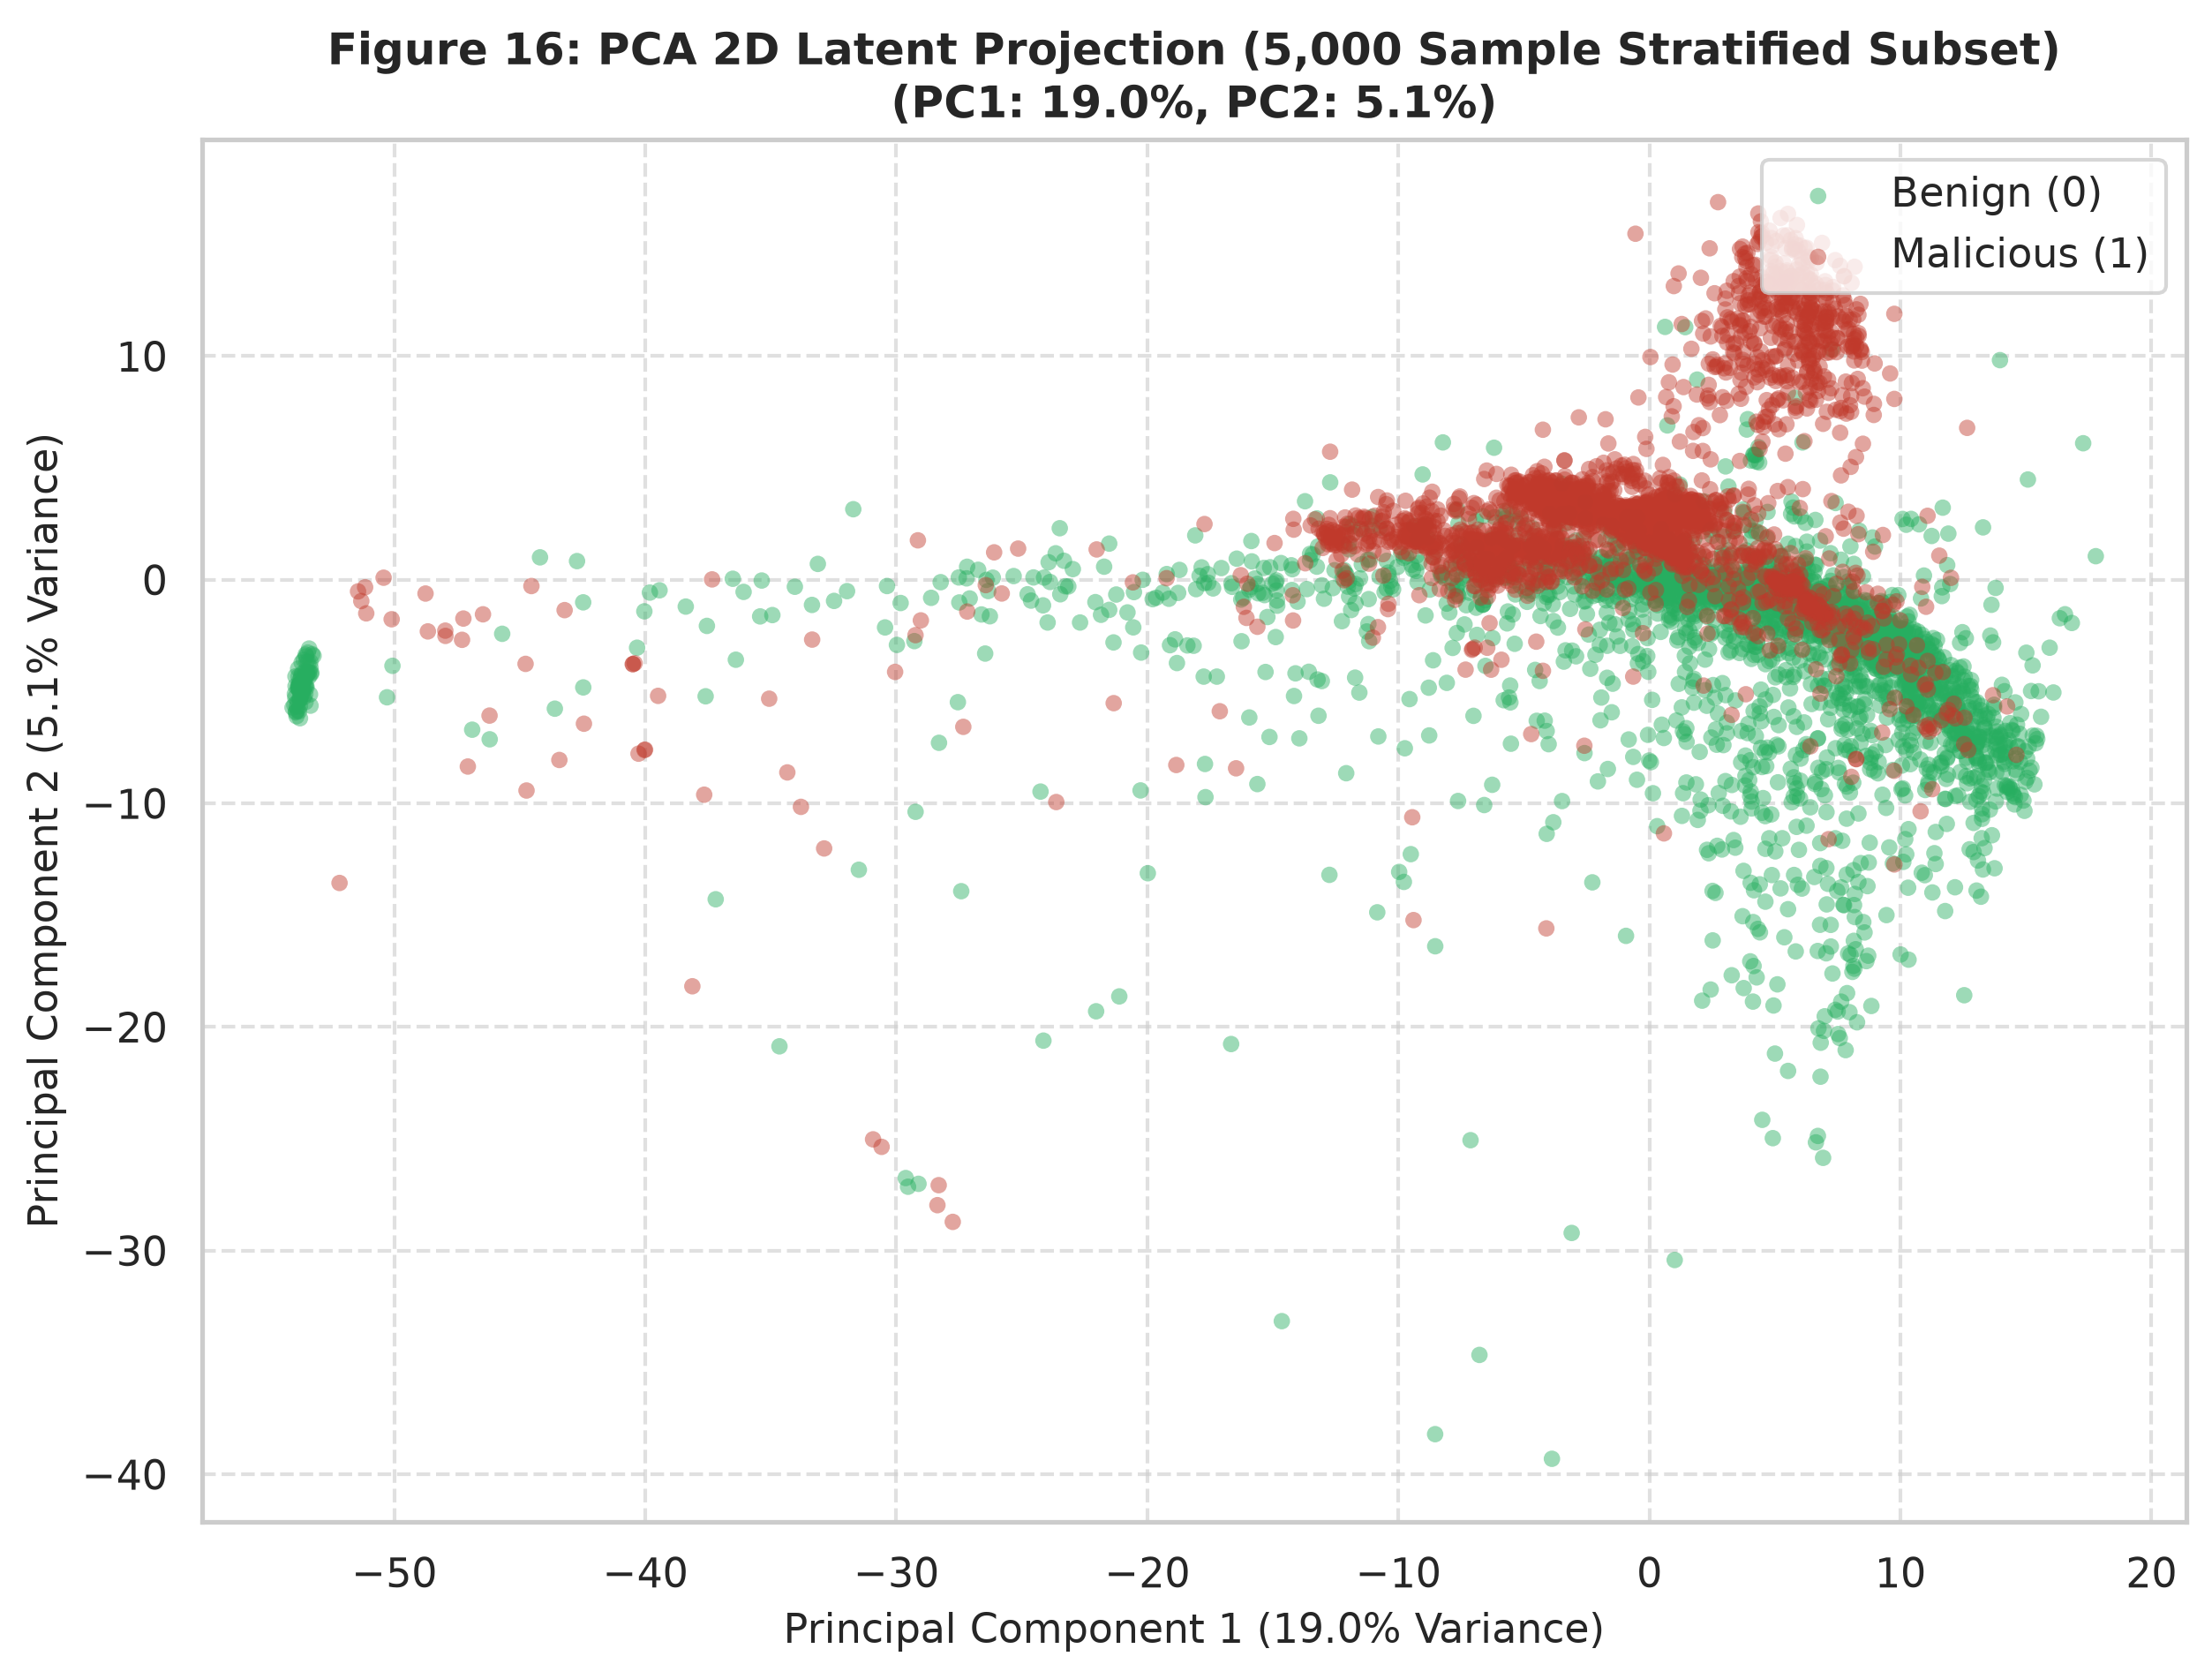 Figure 16: PCA 2D Latent Projection (5,000 Sample Stratified Subset)
(PC1: 19.0%, PC2: 5.1%)
Benign (0)
Malicious (1)
Principal Component 2 (5.1% Variance)
10
0
−10
−20
−30
−40
−50
−40
−30
−20
−10
0
10
20
Principal Component 1 (19.0% Variance)